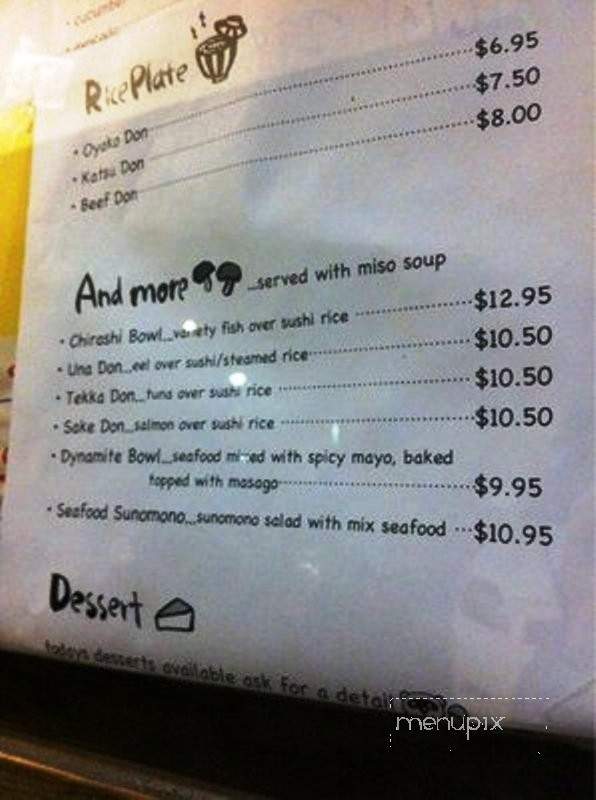 • cucumber
• avocado
Rice Plate
• Oyako Don $6.95
• Katsu Don $7.50
• Beef Don $8.00
And more ...served with miso soup
• Chirashi Bowl...variety fish over sushi rice $12.95
• Una Don...eel over sushi/steamed rice $10.50
• Tekka Don...tuna over sushi rice $10.50
• Sake Don...salmon over sushi rice $10.50
• Dynamite Bowl...seafood mixed with spicy mayo, baked
topped with masago $9.95
• Seafood Sunomono...sunomono salad with mix seafood $10.95
Dessert
todays desserts available ask for a detail
menupix